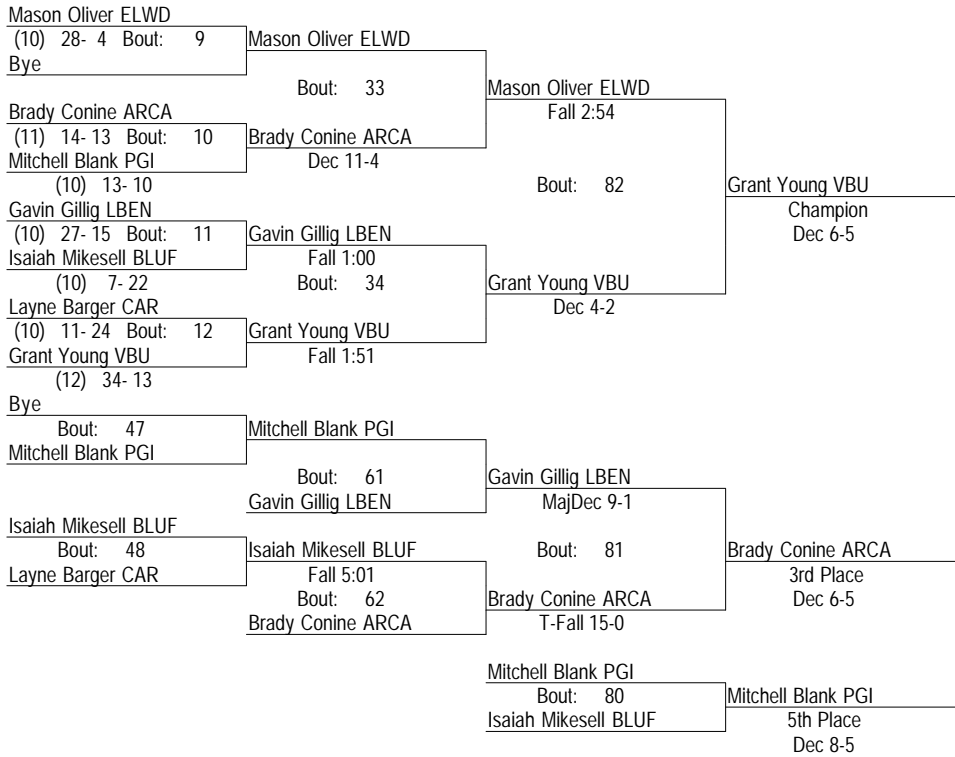 Mason Oliver ELWD
(10) 28- 4 Bout: 9 Mason Oliver ELWD
Bye
Bout: 33 Mason Oliver ELWD
Brady Conine ARCA Fall 2:54
(11) 14- 13 Bout: 10 Brady Conine ARCA
Mitchell Blank PGI Dec 11-4
(10) 13- 10 Bout: 82 Grant Young VBU
Gavin Gillig LBEN Champion
(10) 27- 15 Bout: 11 Gavin Gillig LBEN Dec 6-5
Isaiah Mikesell BLUF Fall 1:00
(10) 7- 22 Bout: 34 Grant Young VBU
Layne Barger CAR Dec 4-2
(10) 11- 24 Bout: 12 Grant Young VBU
Grant Young VBU Fall 1:51
(12) 34- 13
Bye
Bout: 47 Mitchell Blank PGI
Mitchell Blank PGI
Bout: 61 Gavin Gillig LBEN
Gavin Gillig LBEN MajDec 9-1
Isaiah Mikesell BLUF
Bout: 48 Isaiah Mikesell BLUF Bout: 81 Brady Conine ARCA
Layne Barger CAR Fall 5:01 3rd Place
Bout: 62 Brady Conine ARCA Dec 6-5
Brady Conine ARCA T-Fall 15-0
Mitchell Blank PGI
Bout: 80 Mitchell Blank PGI
Isaiah Mikesell BLUF 5th Place
Dec 8-5